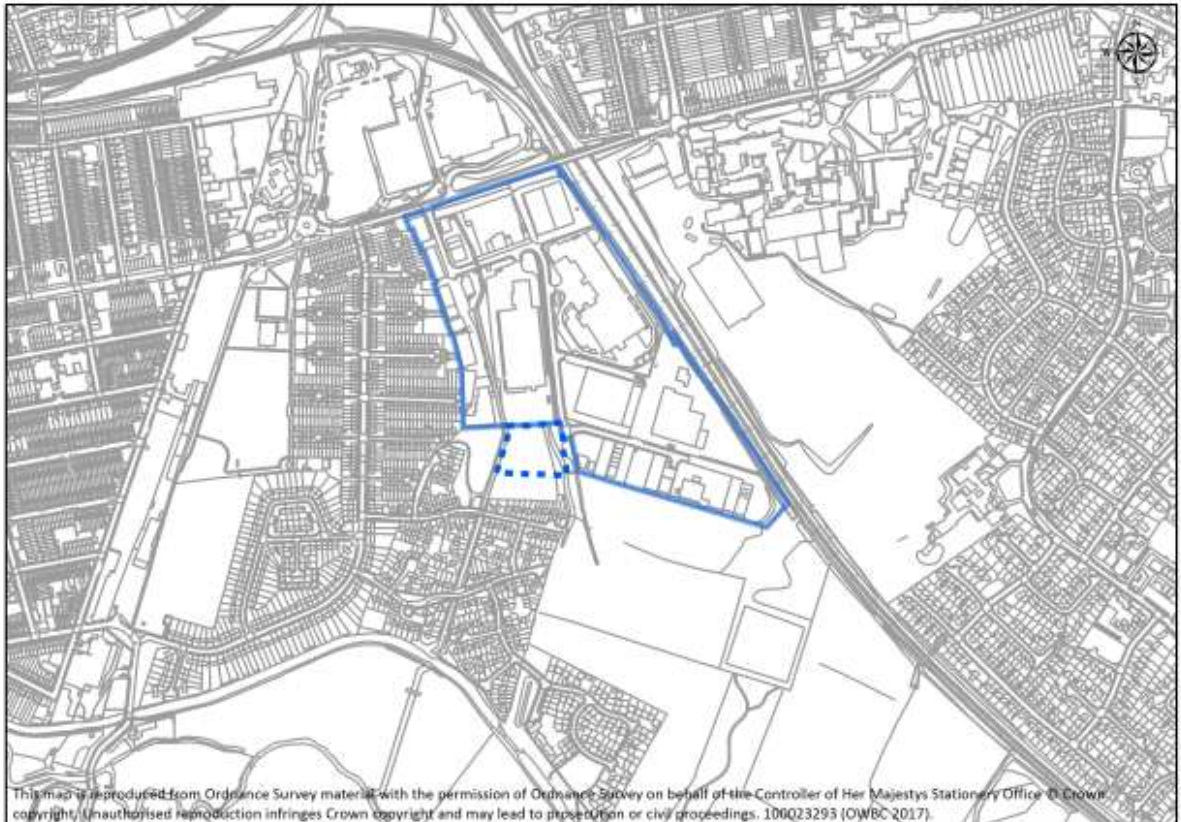 This map is reproduced from Ordnance Survey material with the permission of Ordnance Survey on behalf of the Controller of Her Majestys Stationery Office © Crown
copyright. Unauthorised reproduction infringes Crown copyright and may lead to prosecution or civil proceedings. 100023293 (OWBC 2017).